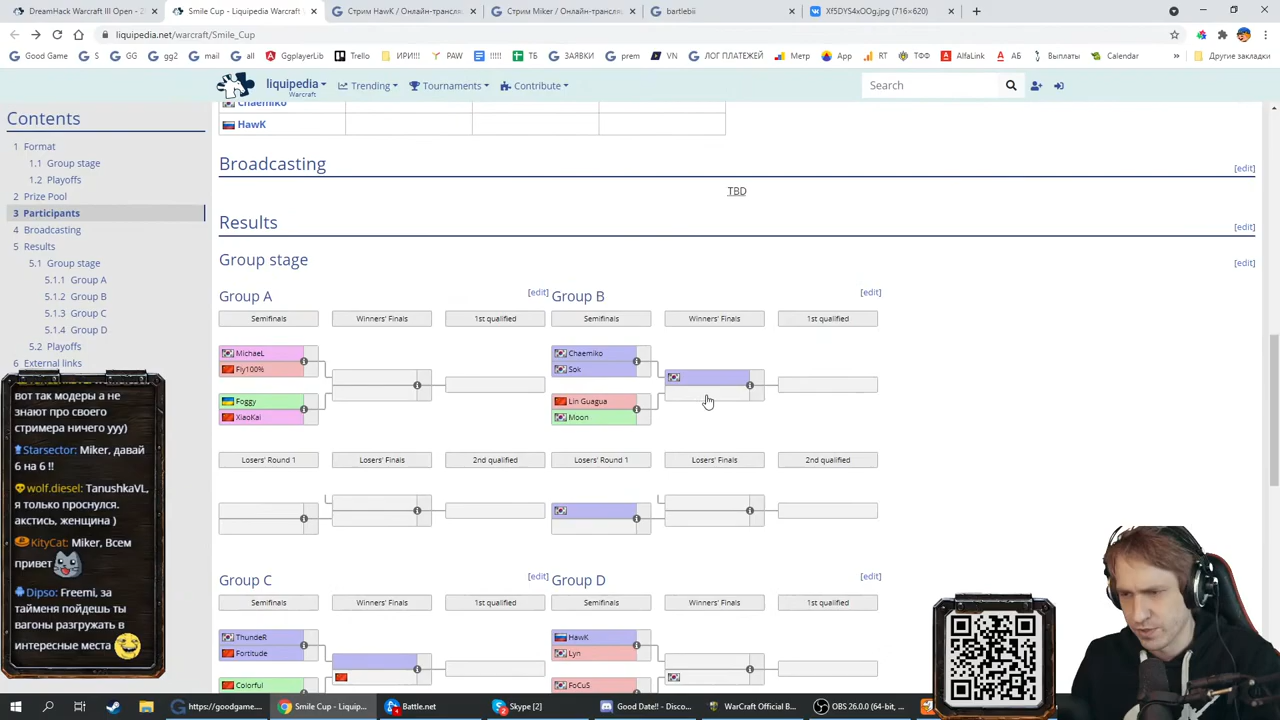 DreamHack Warcraft III Open - 2
Smile Cup - Liquipedia Warcraft
Стрим HawK / Онлайн-трансляц
Стрим Miker / Онлайн-трансля
bartlebii
Xf5DYS4xOOg.jpg (716×620)
liquipedia.net/warcraft/Smile_Cup
Good Game
GG
gg2
mail
all
GgplayerLib
Trello
ИРИ!!!
!!!!!
ТБ
ЗАЯВКИ
prem
VN
ЛОГ ПЛАТЕЖЕЙ
Метр
App
RT
ТФФ
AlfaLink
АБ
Выплаты
Calendar
»
Другие закладки
liquipedia
Warcraft
Trending
Tournaments
Contribute
Search
Contents
1 Format
1.1 Group stage
1.2 Playoffs
2 Prize Pool
3 Participants
4 Broadcasting
5 Results
5.1 Group stage
5.1.1 Group A
5.1.2 Group B
5.1.3 Group C
5.1.4 Group D
5.2 Playoffs
6 External links
Chaemiko
HawK
Broadcasting
[edit]
TBD
Results
[edit]
Group stage
[edit]
Group A
[edit]
Group B
[edit]
Semifinals
Winners' Finals
1st qualified
Semifinals
Winners' Finals
1st qualified
MichaeL
Fly100%
Foggy
XiaoKai
Chaemiko
Sok
Lin Guagua
Moon
Losers' Round 1
Losers' Finals
2nd qualified
Losers' Round 1
Losers' Finals
2nd qualified
Group C
[edit]
Group D
[edit]
Semifinals
Winners' Finals
1st qualified
Semifinals
Winners' Finals
1st qualified
ThundeR
Fortitude
Colorful
HawK
Lyn
FoCuS
вот так модеры а не
знают про своего
стримера ничего ууу)
Starsector: Miker, давай
6 на 6 !!
wolf.diesel: TanushkaVL,
я только проснулся.
акстись, женщина )
KityCat: Miker, Всем
привет
Dipso: Freemi, за
тайменя пойдешь ты
вагоны разгружать в
интересные места
https://goodgame....
Smile Cup - Liquip...
Battle.net
Skype [2]
Good Date!! - Disco...
WarCraft Official B...
OBS 26.0.0 (64-bit, ...